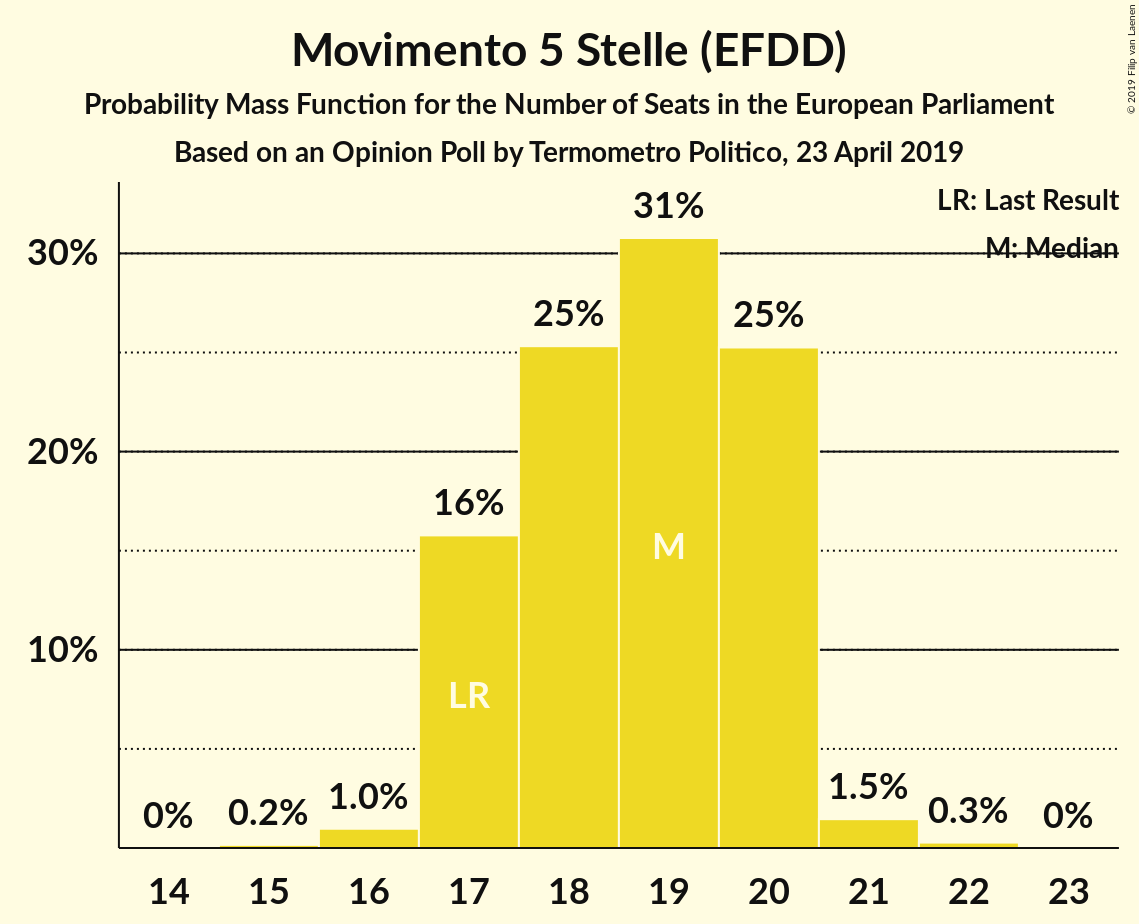 Movimento 5 Stelle (EFDD)
Probability Mass Function for the Number of Seats in the European Parliament
Based on an Opinion Poll by Termometro Politico, 23 April 2019
© 2019 Filip van Laenen
LR: Last Result
M: Median
30%
20%
10%
0%
0.2%
1.0%
16%
25%
31%
25%
1.5%
0.3%
0%
LR
M
14 15 16 17 18 19 20 21 22 23